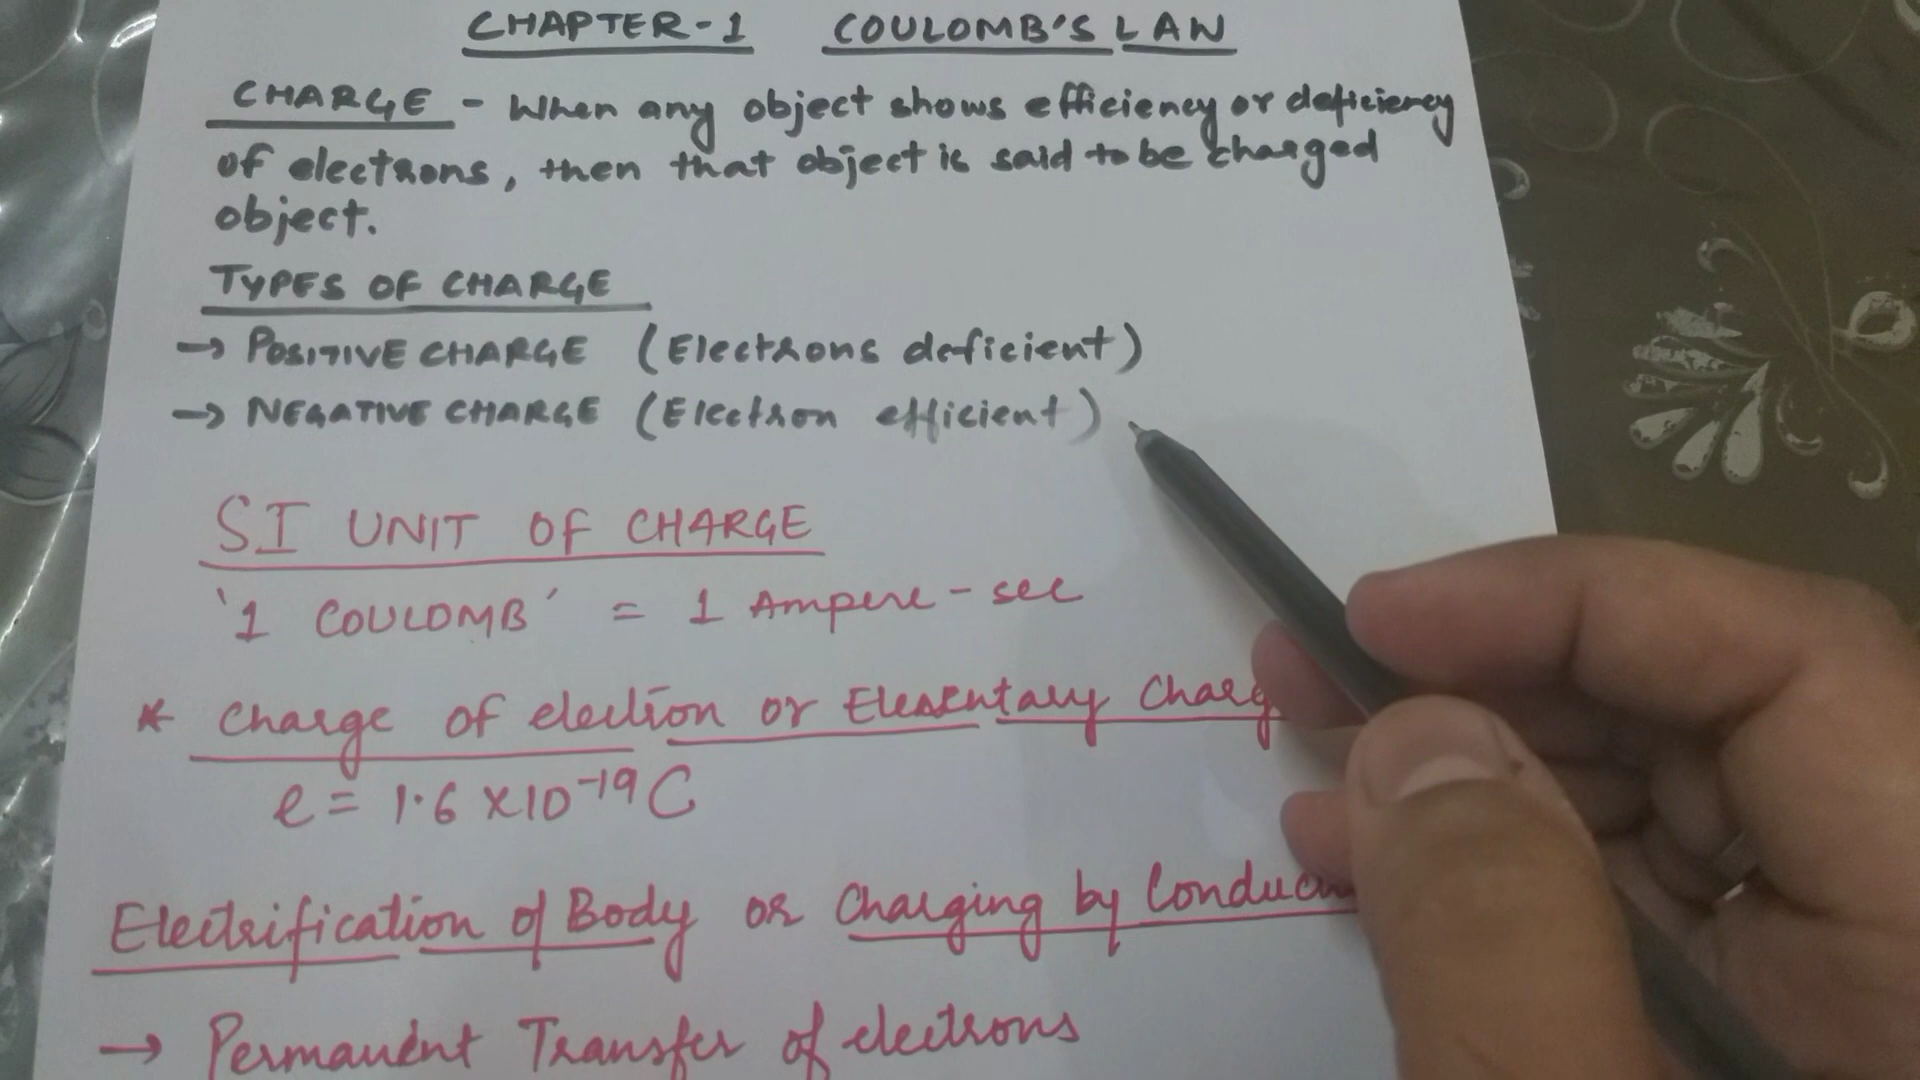 CHAPTER-1 COULOMB'S LAW
CHARGE - When any object shows efficiency or deficiency
of electrons, then that object is said to be charged
object.
TYPES OF CHARGE
→ POSITIVE CHARGE (Electrons deficient)
→ NEGATIVE CHARGE (Electron efficient)
SI UNIT OF CHARGE
'1 COULOMB' = 1 Ampere-sec
* Charge of election or Elementary Charg
e = 1.6 x10⁻¹⁹ C
Electrification of Body or Charging by Conduc
→ Permanent Transfer of electrons